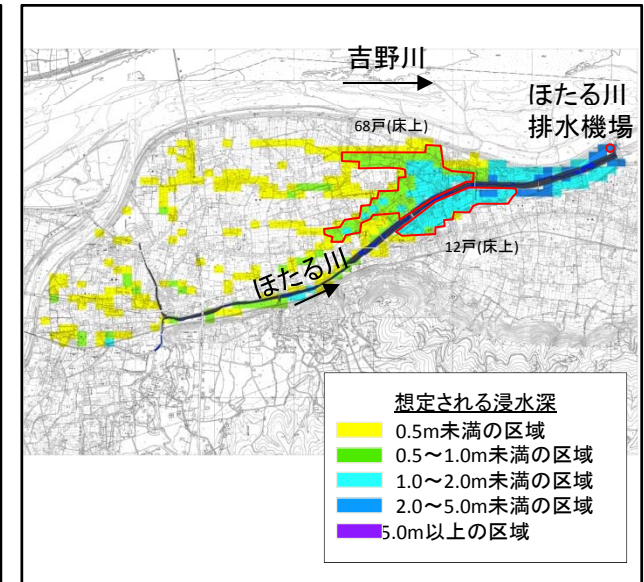 吉野川
ほたる川
排水機場
68戸(床上)
12戸(床上)
ほたる川
想定される浸水深
0.5m未満の区域
0.5～1.0m未満の区域
1.0～2.0m未満の区域
2.0～5.0m未満の区域
5.0m以上の区域